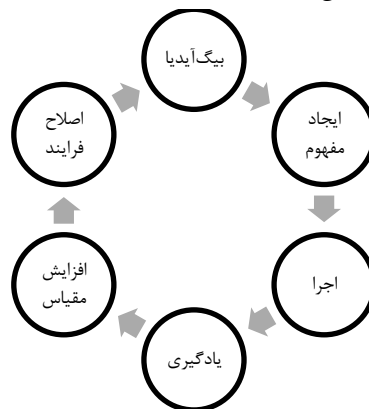 بیگ‌آیدیا
ایجاد
مفهوم
اجرا
یادگیری
افزایش
مقیاس
اصلاح
فرایند